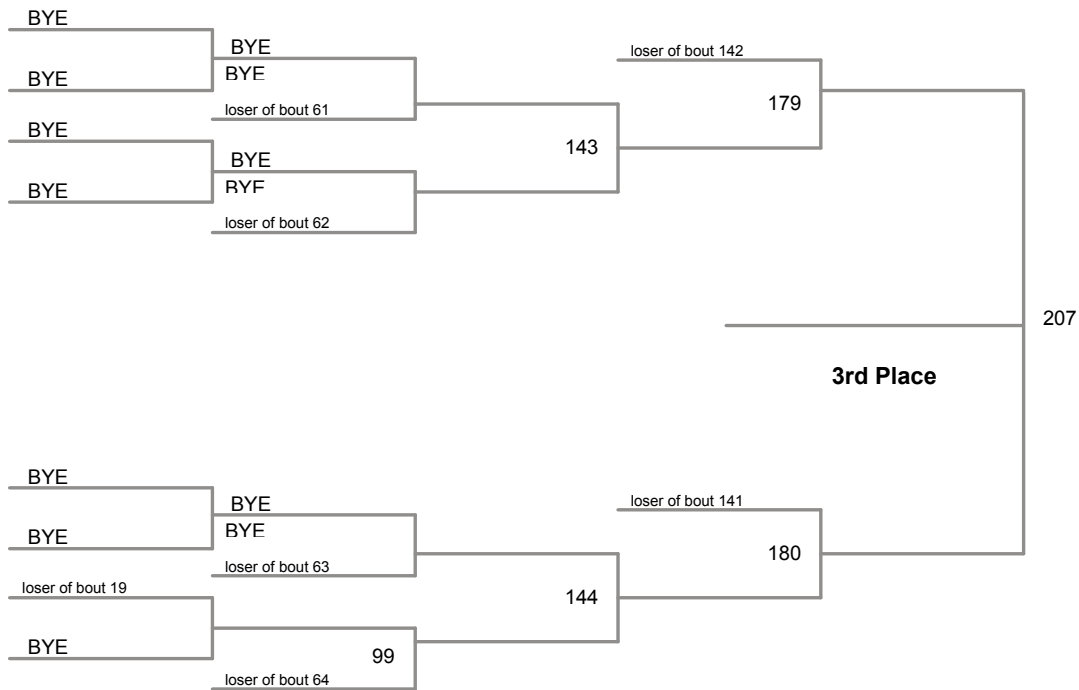 BYE
BYE
BYE
loser of bout 142
BYE
179
loser of bout 61
BYE
143
BYE
BYE
loser of bout 62
207
3rd Place
BYE
BYE
loser of bout 141
BYE
BYE
180
loser of bout 63
loser of bout 19
144
BYE
99
loser of bout 64